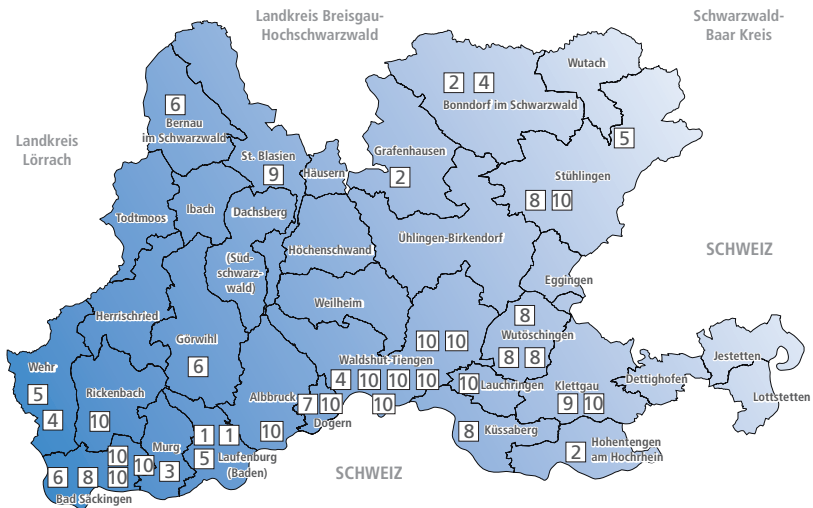 Landkreis Breisgau-
Hochschwarzwald
Schwarzwald-
Baar Kreis
Wutach
2 4
Bonndorf im Schwarzwald
6
Bernau
im Schwarzwald
5
Landkreis
Lörrach
St. Blasien
9
Häusern
Grafenhausen
2
Stühlingen
8 10
Todtmoos
Ibach
Dachsberg
(Süd-
schwarz-
wald)
Höchenschwand
Ühlingen-Birkendorf
SCHWEIZ
Eggingen
Weilheim
Herrischried
Görwihl
6
8
Wutöschingen
8 8
10 10
Waldshut-Tiengen
4 10 10 10
10
Jestetten
Lottstetten
Dettighofen
Wehr
5
4
Rickenbach
10
Albbruck
10
7 10
Dogern
10
Lauchringen
Klettgau
9 10
8
Küssaberg
2
Hohentengen
am Hochrhein
1 1
5
Laufenburg
(Baden)
Murg
3
10
10
10
6 8
Bad Säckingen
SCHWEIZ